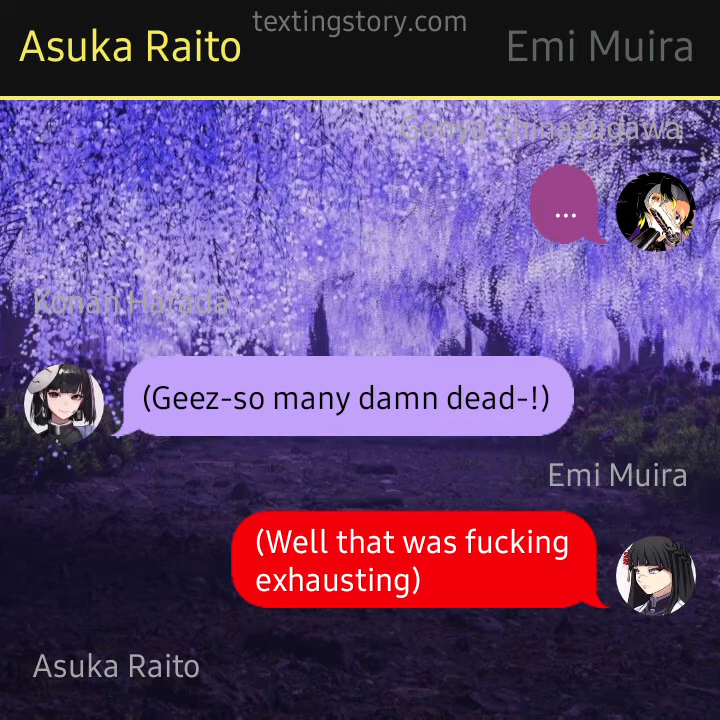 textingstory.com
Asuka Raito
Emi Muira
Genya Shinazugawa
...
Konan Harada
(Geez-so many damn dead-!)
Emi Muira
(Well that was fucking
exhausting)
Asuka Raito